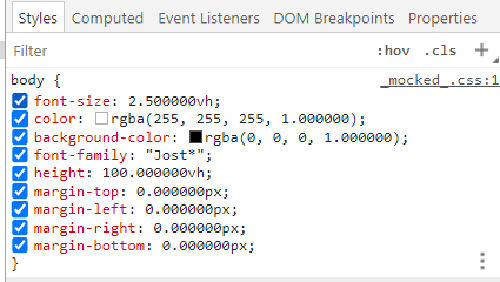 Styles Computed Event Listeners DOM Breakpoints Properties
Filter :hov .cls +
body { _mocked_.css:1
font-size: 2.500000vh;
color: rgba(255, 255, 255, 1.000000);
background-color: rgba(0, 0, 0, 1.000000);
font-family: "Jost*";
height: 100.000000vh;
margin-top: 0.000000px;
margin-left: 0.000000px;
margin-right: 0.000000px;
margin-bottom: 0.000000px;
}